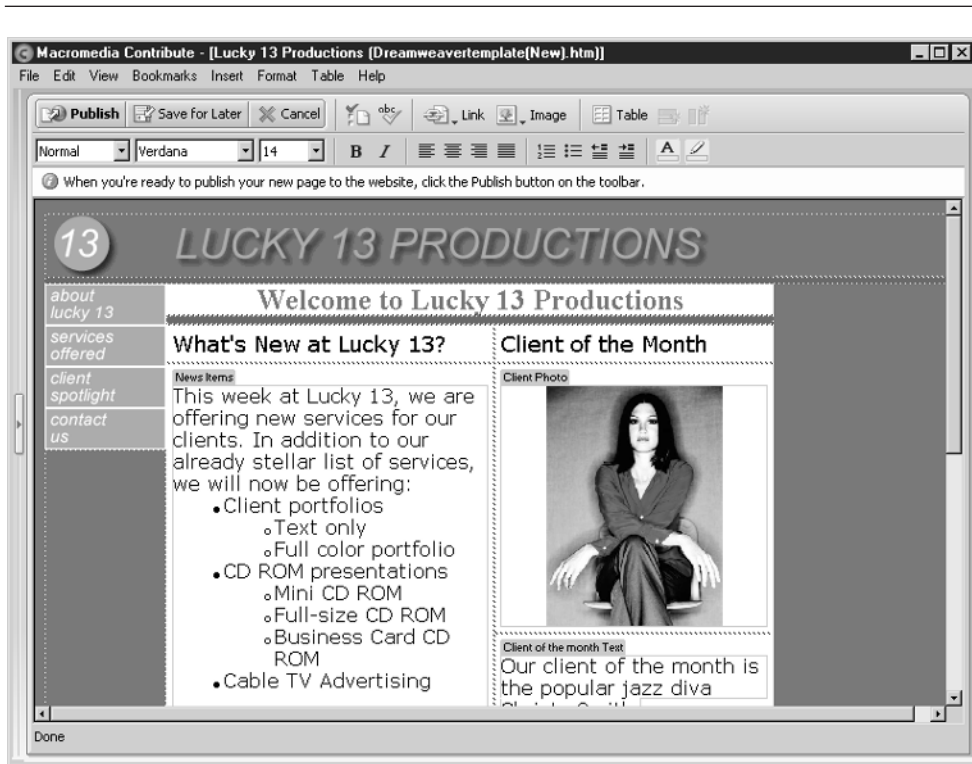 Macromedia Contribute - [Lucky 13 Productions (Dreamweavertemplate(New).htm)]
File Edit View Bookmarks Insert Format Table Help
Publish Save for Later Cancel abc Link Image Table
Normal Verdana 14 B I A
When you're ready to publish your new page to the website, click the Publish button on the toolbar.
13 LUCKY 13 PRODUCTIONS
about
lucky 13
services
offered
client
spotlight
contact
us
Welcome to Lucky 13 Productions
What's New at Lucky 13?
News Items
This week at Lucky 13, we are
offering new services for our
clients. In addition to our
already stellar list of services,
we will now be offering:
Client portfolios
Text only
Full color portfolio
CD ROM presentations
Mini CD ROM
Full-size CD ROM
Business Card CD
ROM
Cable TV Advertising
Client of the Month
Client Photo
Client of the month Text
Our client of the month is
the popular jazz diva
Done